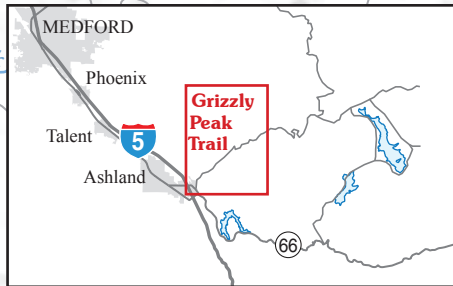 MEDFORD
Phoenix
Grizzly
Peak
Trail
Talent
5
Ashland
66